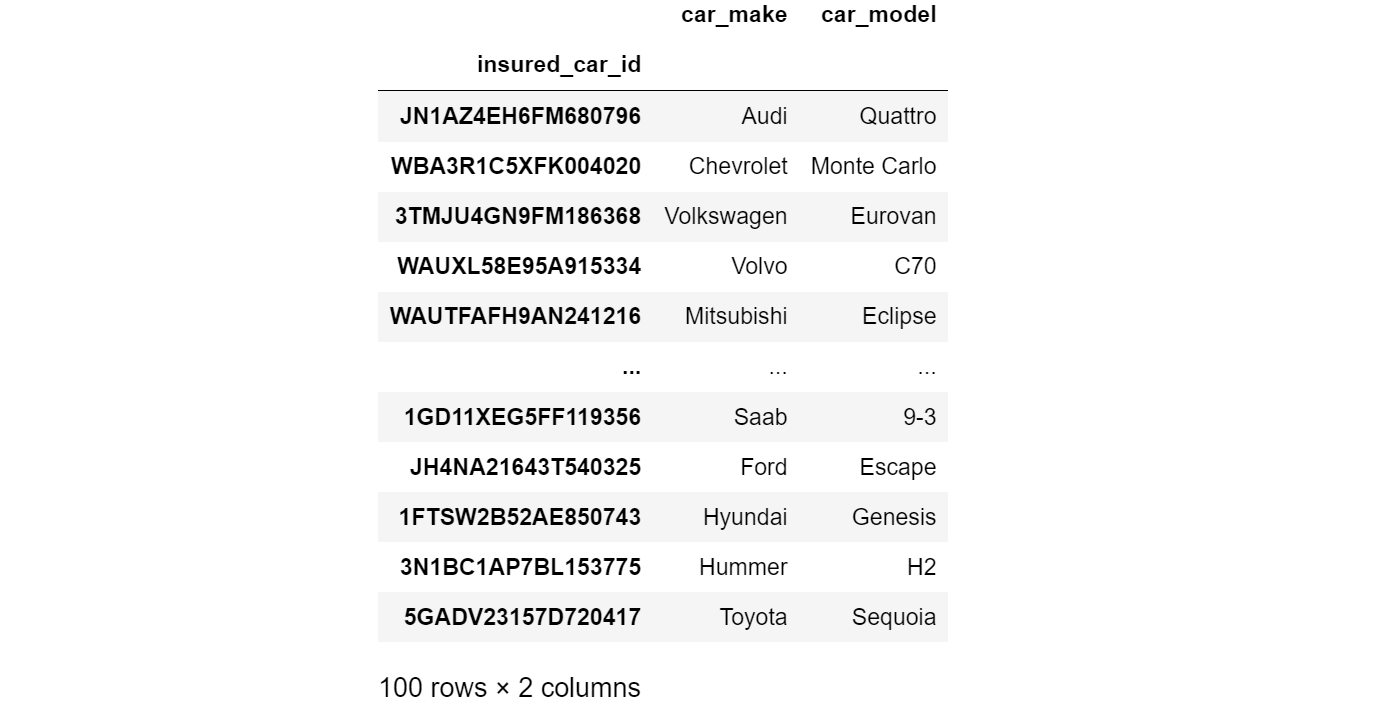 car_make car_model
insured_car_id
JN1AZ4EH6FM680796 Audi Quattro
WBA3R1C5XFK004020 Chevrolet Monte Carlo
3TMJU4GN9FM186368 Volkswagen Eurovan
WAUXL58E95A915334 Volvo C70
WAUTFAFH9AN241216 Mitsubishi Eclipse
... ... ...
1GD11XEG5FF119356 Saab 9-3
JH4NA21643T540325 Ford Escape
1FTSW2B52AE850743 Hyundai Genesis
3N1BC1AP7BL153775 Hummer H2
5GADV23157D720417 Toyota Sequoia
100 rows × 2 columns